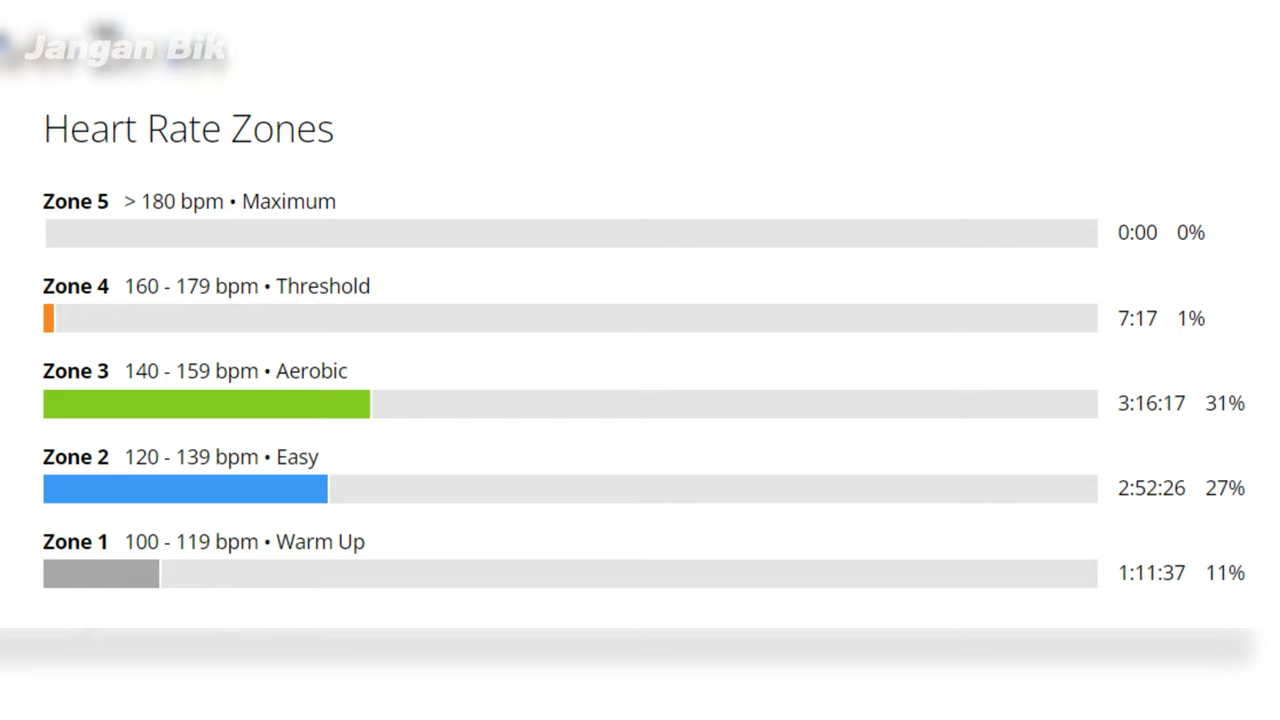 Jangan Bik
Heart Rate Zones
Zone 5 > 180 bpm • Maximum
0:00 0%
Zone 4 160 - 179 bpm • Threshold
7:17 1%
Zone 3 140 - 159 bpm • Aerobic
3:16:17 31%
Zone 2 120 - 139 bpm • Easy
2:52:26 27%
Zone 1 100 - 119 bpm • Warm Up
1:11:37 11%